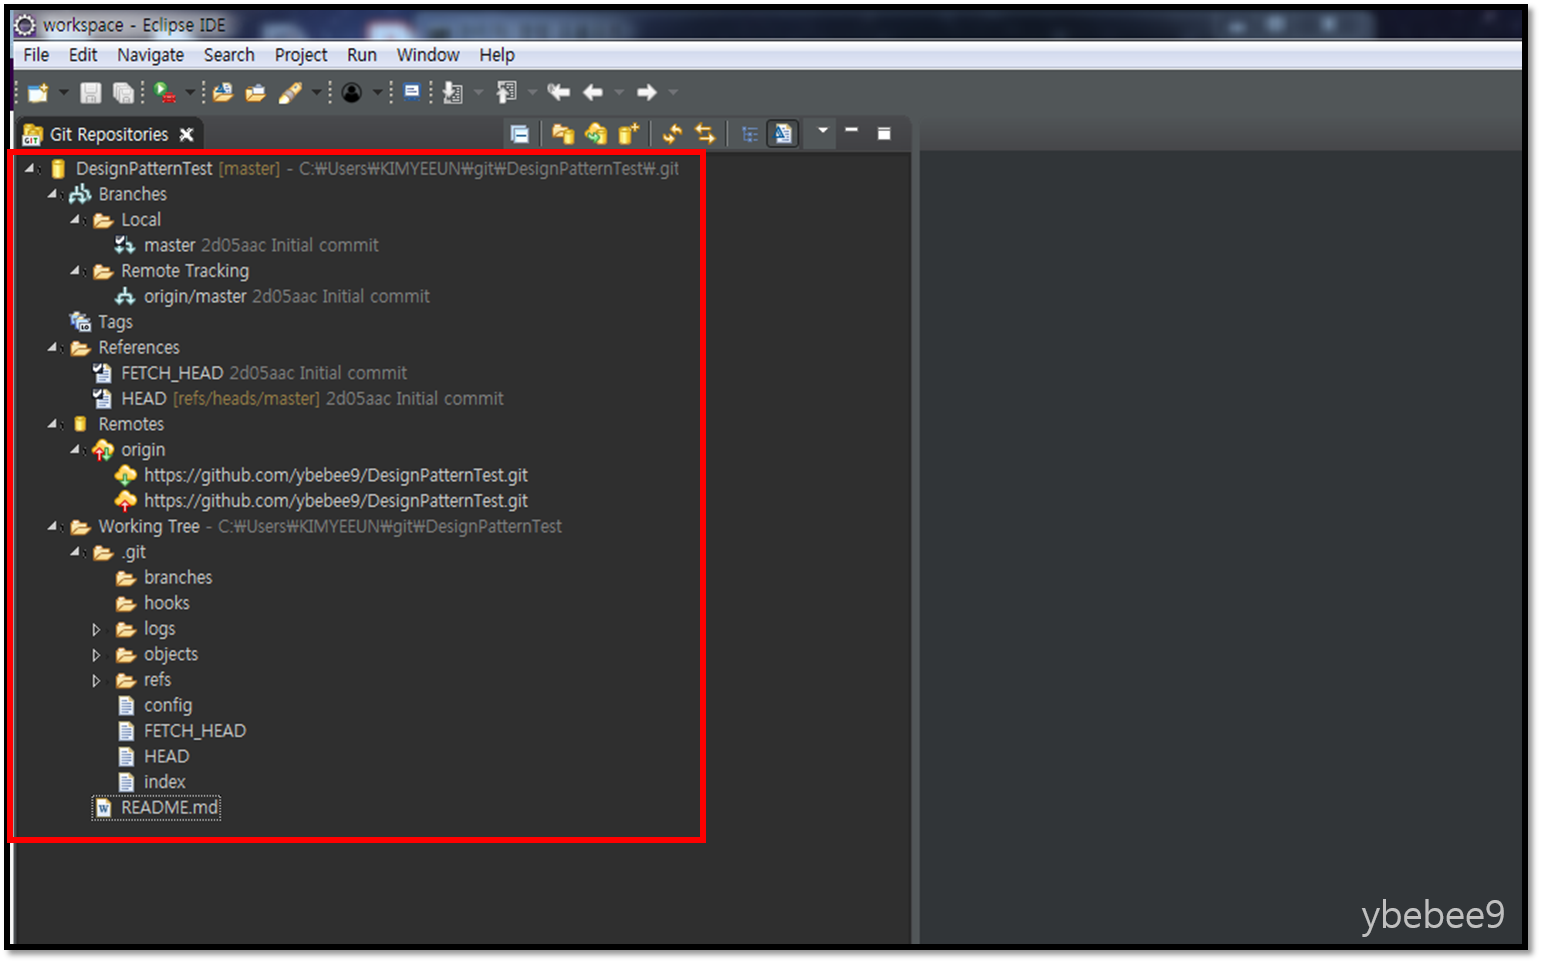 workspace - Eclipse IDE
File Edit Navigate Search Project Run Window Help
GIT Git Repositories
DesignPatternTest [master] - C:₩Users₩KIMYEEUN₩git₩DesignPatternTest₩.git
Branches
Local
master 2d05aac Initial commit
Remote Tracking
origin/master 2d05aac Initial commit
Tags
References
FETCH_HEAD 2d05aac Initial commit
HEAD [refs/heads/master] 2d05aac Initial commit
Remotes
origin
https://github.com/ybebee9/DesignPatternTest.git
https://github.com/ybebee9/DesignPatternTest.git
Working Tree - C:₩Users₩KIMYEEUN₩git₩DesignPatternTest
.git
branches
hooks
logs
objects
refs
config
FETCH_HEAD
HEAD
index
README.md
ybebee9